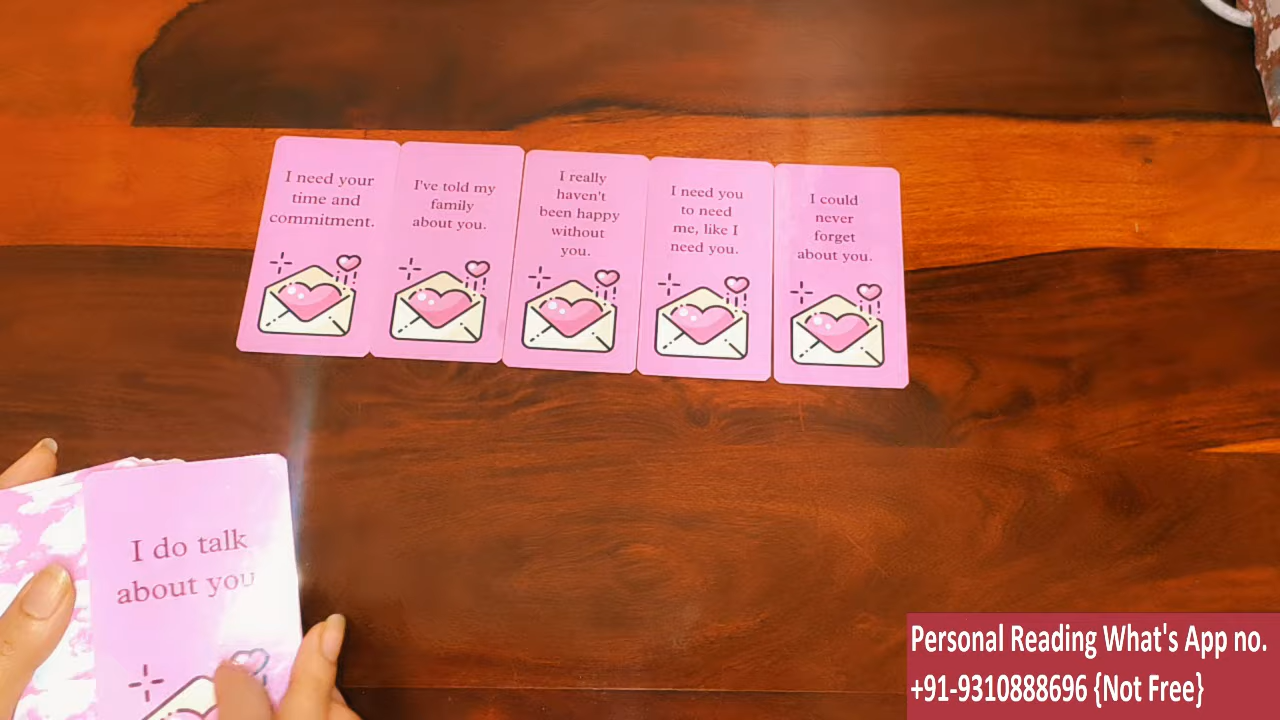 I need your
time and
commitment.
I've told my
family
about you.
I really
haven't
been happy
without
you.
I need you
to need
me, like I
need you.
I could
never
forget
about you.
I do talk
about you
Personal Reading What's App no.
+91-9310888696 {Not Free}